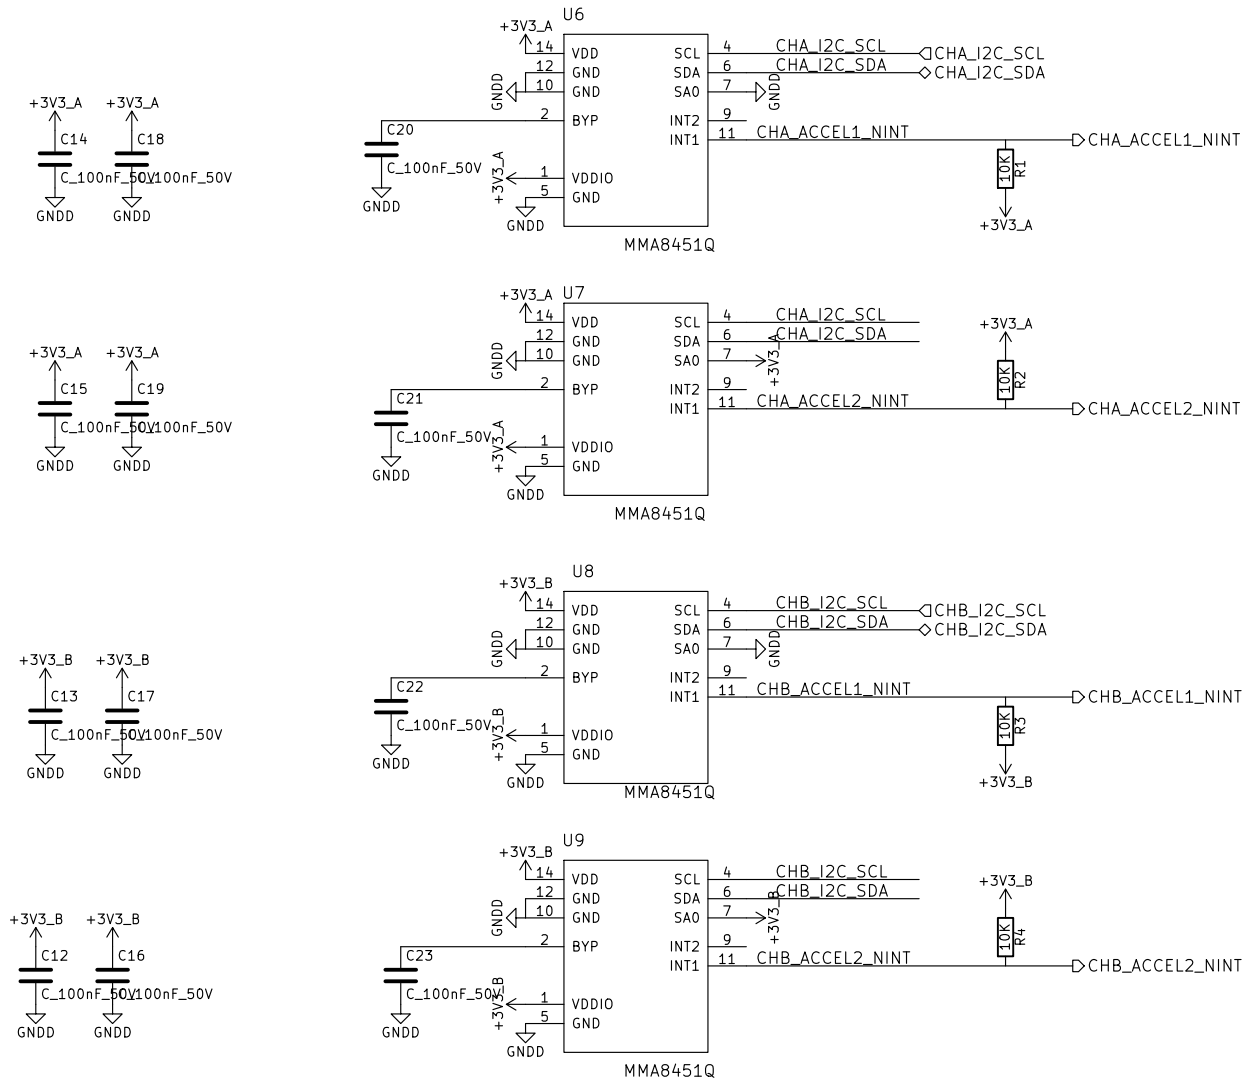 U6
+3V3_A
14 VDD SCL 4 CHA_I2C_SCL CHA_I2C_SCL
12 GND SDA 6 CHA_I2C_SDA CHA_I2C_SDA
GNDD 10 GND SA0 7 GNDD
2 BYP INT2 9
INT1 11 CHA_ACCEL1_NINT CHA_ACCEL1_NINT
+3V3_A +3V3_A
C14 C18
C_100nF_50V C_100nF_50V
GNDD GNDD
C20
C_100nF_50V
GNDD
+3V3_A 1 VDDIO
5 GND
GNDD
10K R1
+3V3_A
MMA8451Q
U7
+3V3_A
14 VDD SCL 4 CHA_I2C_SCL
12 GND SDA 6 CHA_I2C_SDA
GNDD 10 GND SA0 7 +3V3_A
2 BYP INT2 9
INT1 11 CHA_ACCEL2_NINT CHA_ACCEL2_NINT
+3V3_A
10K R2
+3V3_A +3V3_A
C15 C19
C_100nF_50V C_100nF_50V
GNDD GNDD
C21
C_100nF_50V
GNDD
+3V3_A 1 VDDIO
5 GND
GNDD
MMA8451Q
U8
+3V3_B
14 VDD SCL 4 CHB_I2C_SCL CHB_I2C_SCL
12 GND SDA 6 CHB_I2C_SDA CHB_I2C_SDA
GNDD 10 GND SA0 7 GNDD
2 BYP INT2 9
INT1 11 CHB_ACCEL1_NINT CHB_ACCEL1_NINT
+3V3_B +3V3_B
C13 C17
C_100nF_50V C_100nF_50V
GNDD GNDD
C22
C_100nF_50V
GNDD
+3V3_B 1 VDDIO
5 GND
GNDD
10K R3
+3V3_B
MMA8451Q
U9
+3V3_B
14 VDD SCL 4 CHB_I2C_SCL
12 GND SDA 6 CHB_I2C_SDA
GNDD 10 GND SA0 7 +3V3_B
2 BYP INT2 9
INT1 11 CHB_ACCEL2_NINT CHB_ACCEL2_NINT
+3V3_B
10K R4
+3V3_B +3V3_B
C12 C16
C_100nF_50V C_100nF_50V
GNDD GNDD
C23
C_100nF_50V
GNDD
+3V3_B 1 VDDIO
5 GND
GNDD
MMA8451Q